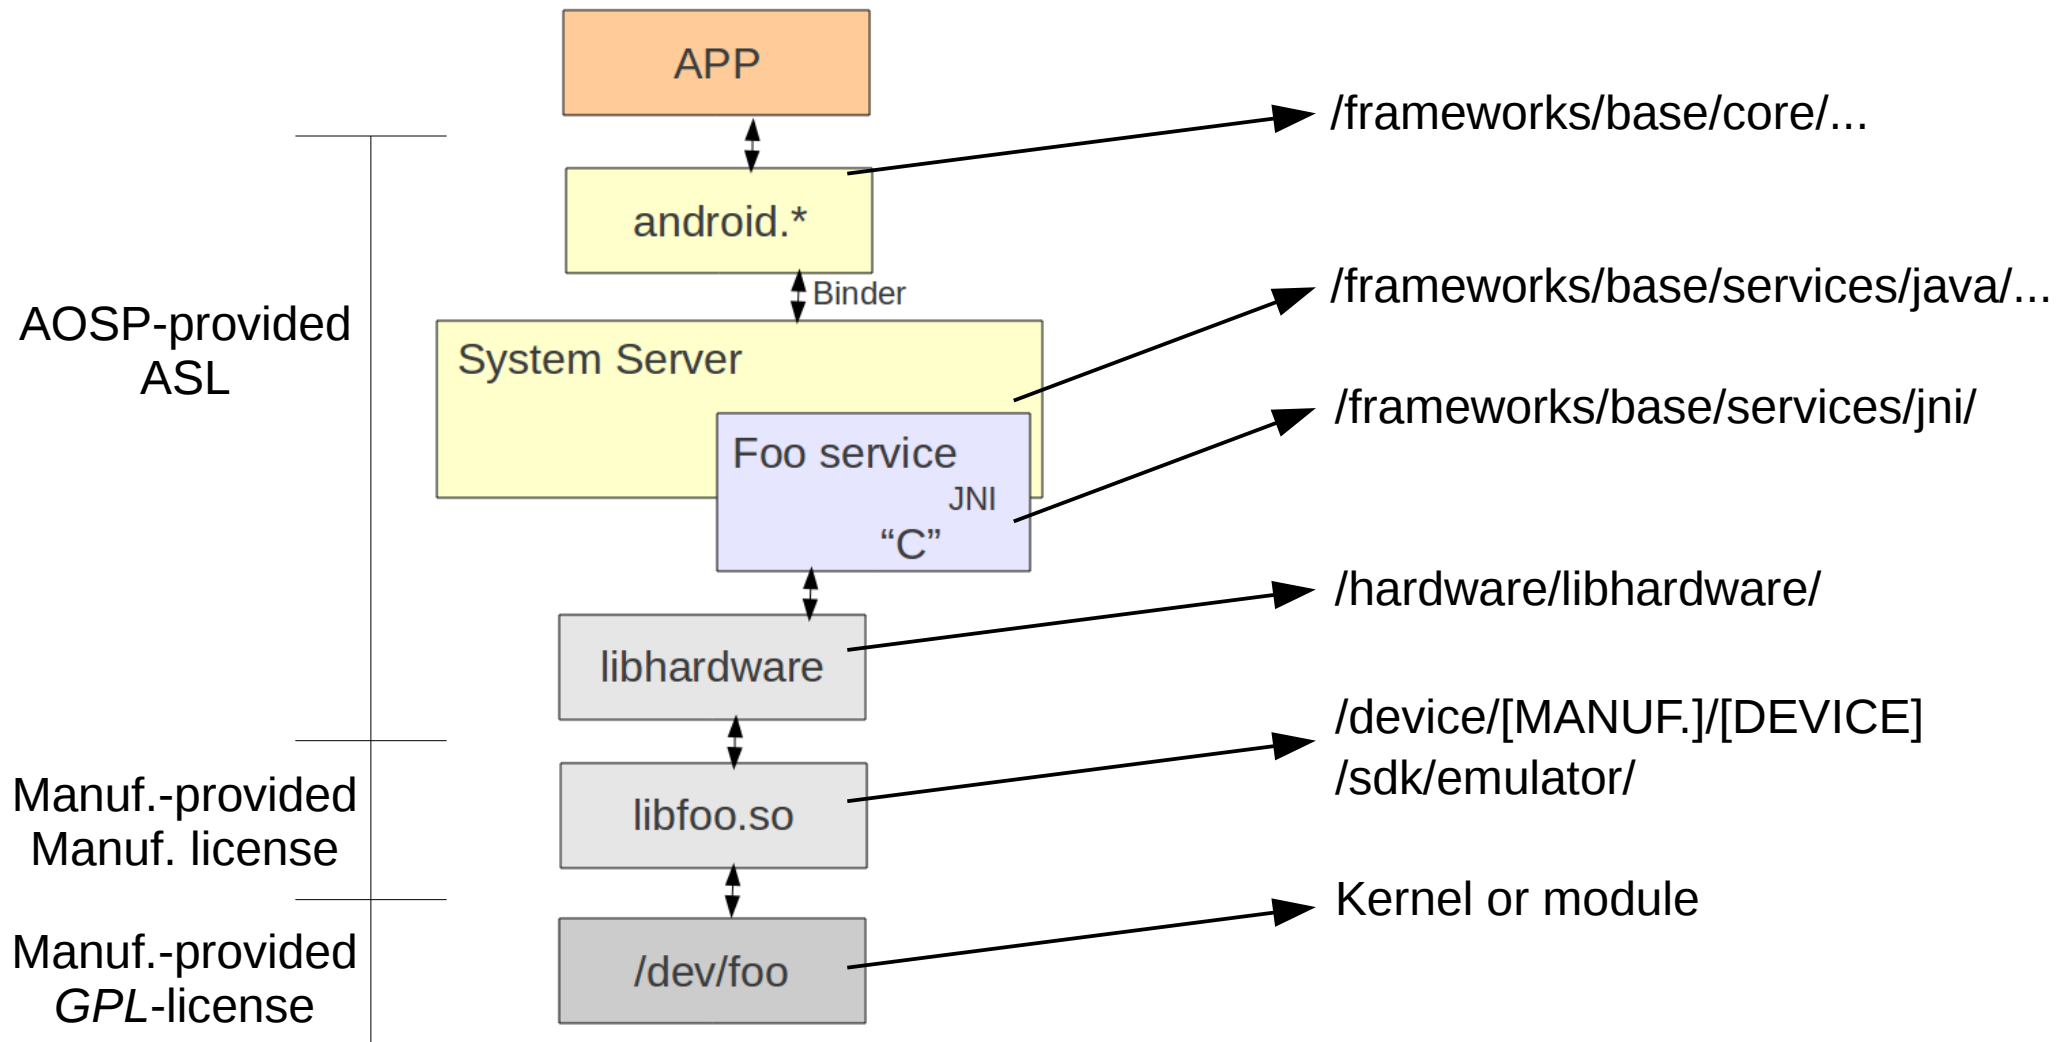 APP
/frameworks/base/core/...
android.*
Binder
/frameworks/base/services/java/...
AOSP-provided
ASL
System Server
/frameworks/base/services/jni/
Foo service
JNI
“C”
/hardware/libhardware/
libhardware
/device/[MANUF.]/[DEVICE]
/sdk/emulator/
Manuf.-provided
Manuf. license
libfoo.so
Kernel or module
Manuf.-provided
GPL-license
/dev/foo